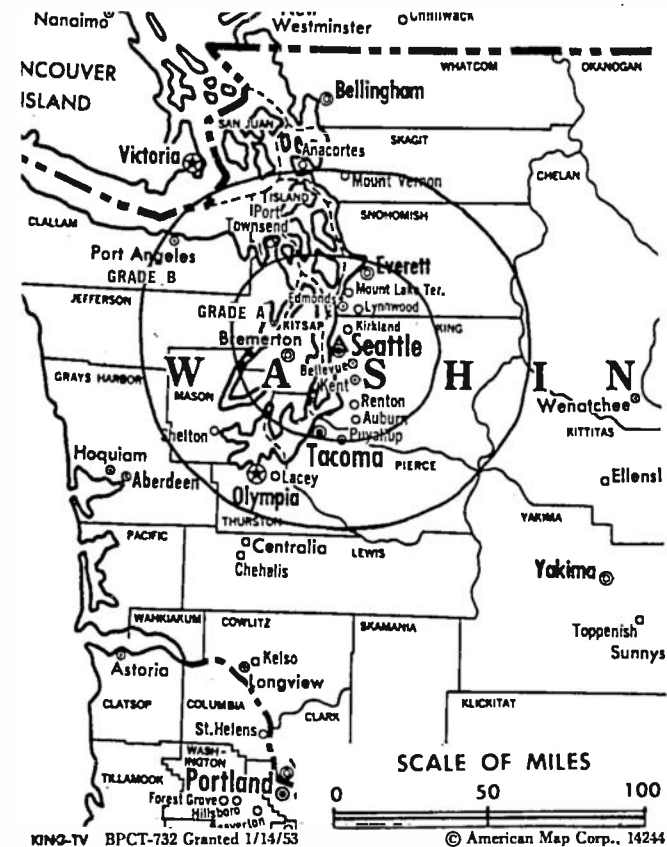 Nanaimo
Westminster
Chilliwack
WHATCOM
OKANOGAN
NCOUVER
ISLAND
Bellingham
SAN JUAN
SKAGIT
Victoria
Anacortes
Mount Vernon
CHELAN
ISLAND
Port
Townsend
SNOHOMISH
CLALLAM
Port Angeles
GRADE B
Everett
JEFFERSON
Mount Lake Ter.
Edmonds
Lynnwood
GRADE A
KITSAP
Kirkland
KING
Bremerton
Seattle
Bellevue
W A S H I N
GRAYS HARBOR
MASON
Kent
Renton
Wenatchee
Auburn
KITTITAS
Shelton
Puyallup
Tacoma
PIERCE
Hoquiam
Aberdeen
Lacey
Olympia
Ellensl
THURSTON
YAKIMA
PACIFIC
Centralia
LEWIS
Chehalis
Yakima
WAHKIAKUM
COWLITZ
SKAMANIA
Toppenish
Sunnys
Astoria
Kelso
Longview
CLATSOP
COLUMBIA
CLARK
KLICKITAT
St. Helens
WASH-
INGTON
TILLAMOOK
Portland
SCALE OF MILES
0 50 100
Forest Grove
Hillsboro
KING-TV BPCT-732 Granted 1/14/53
© American Map Corp., 14244